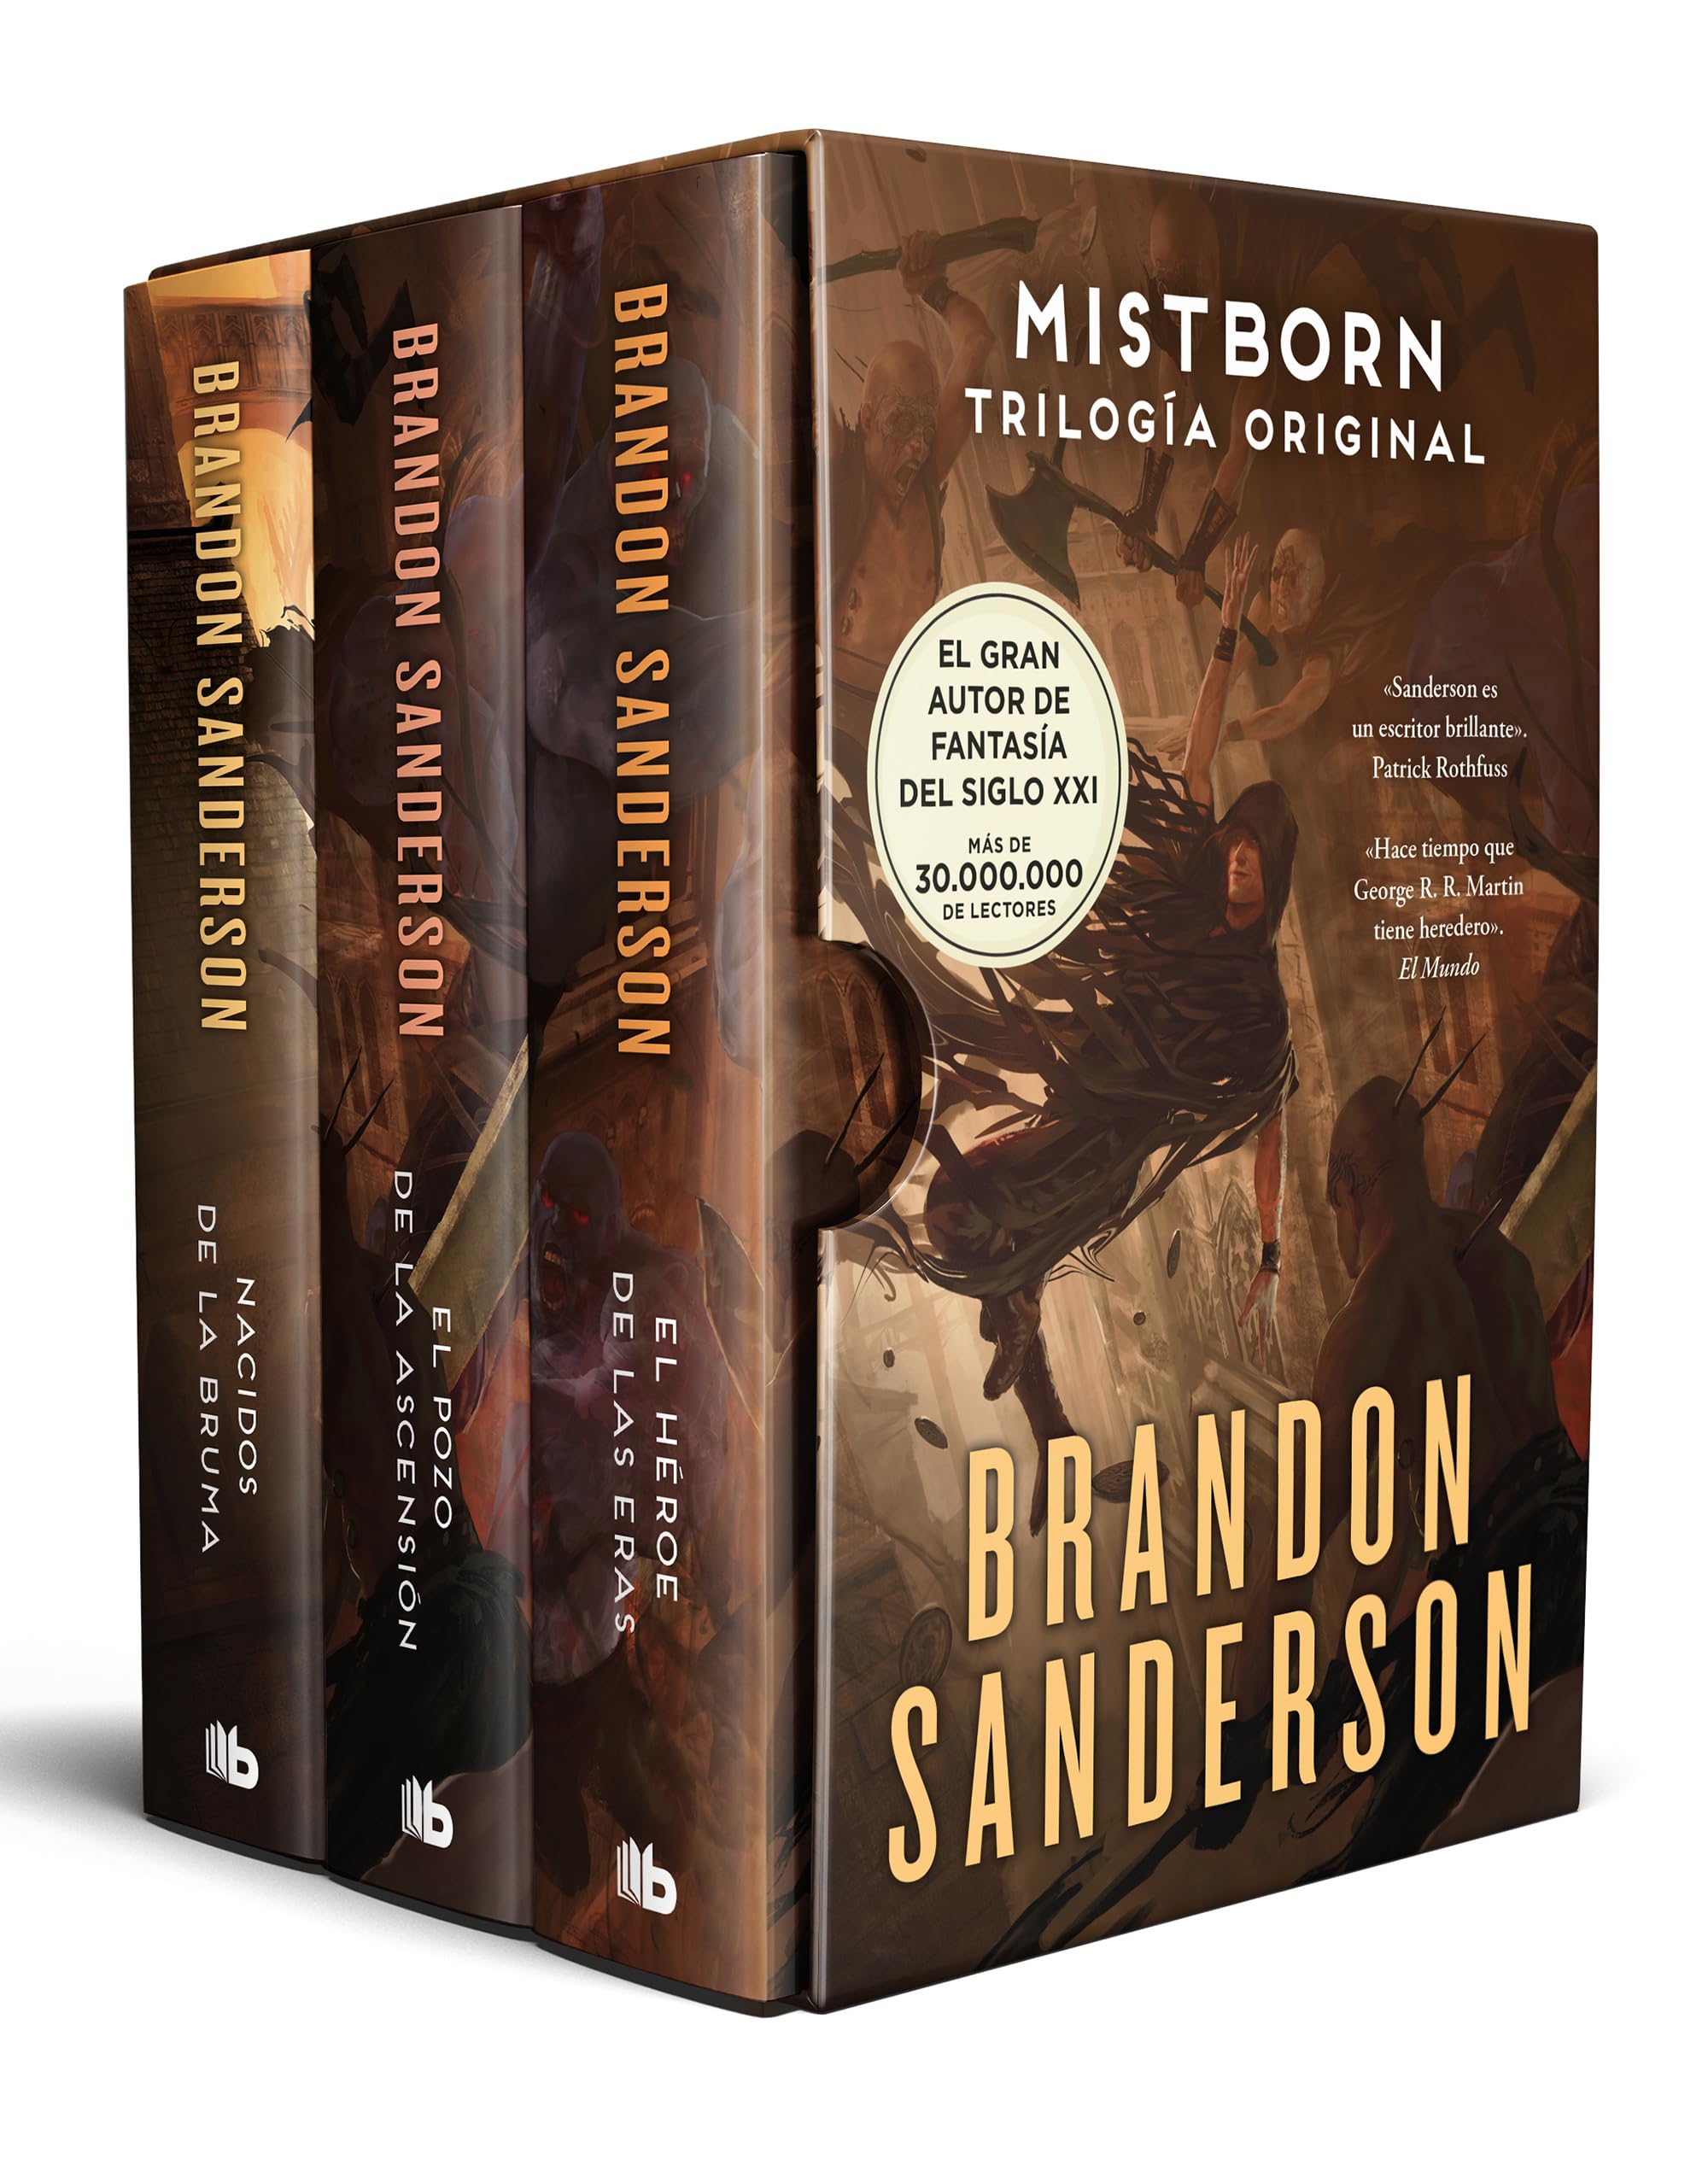 BRANDON SANDERSON
NACIDOS
DE LA BRUMA
b
BRANDON SANDERSON
EL POZO
DE LA ASCENSIÓN
b
BRANDON SANDERSON
EL HÉROE
DE LAS ERAS
b
MISTBORN
TRILOGÍA ORIGINAL
EL GRAN
AUTOR DE
FANTASÍA
DEL SIGLO XXI
MÁS DE
30.000.000
DE LECTORES
«Sanderson es
un escritor brillante».
Patrick Rothfuss
«Hace tiempo que
George R. R. Martin
tiene heredero».
El Mundo
BRANDON
SANDERSON